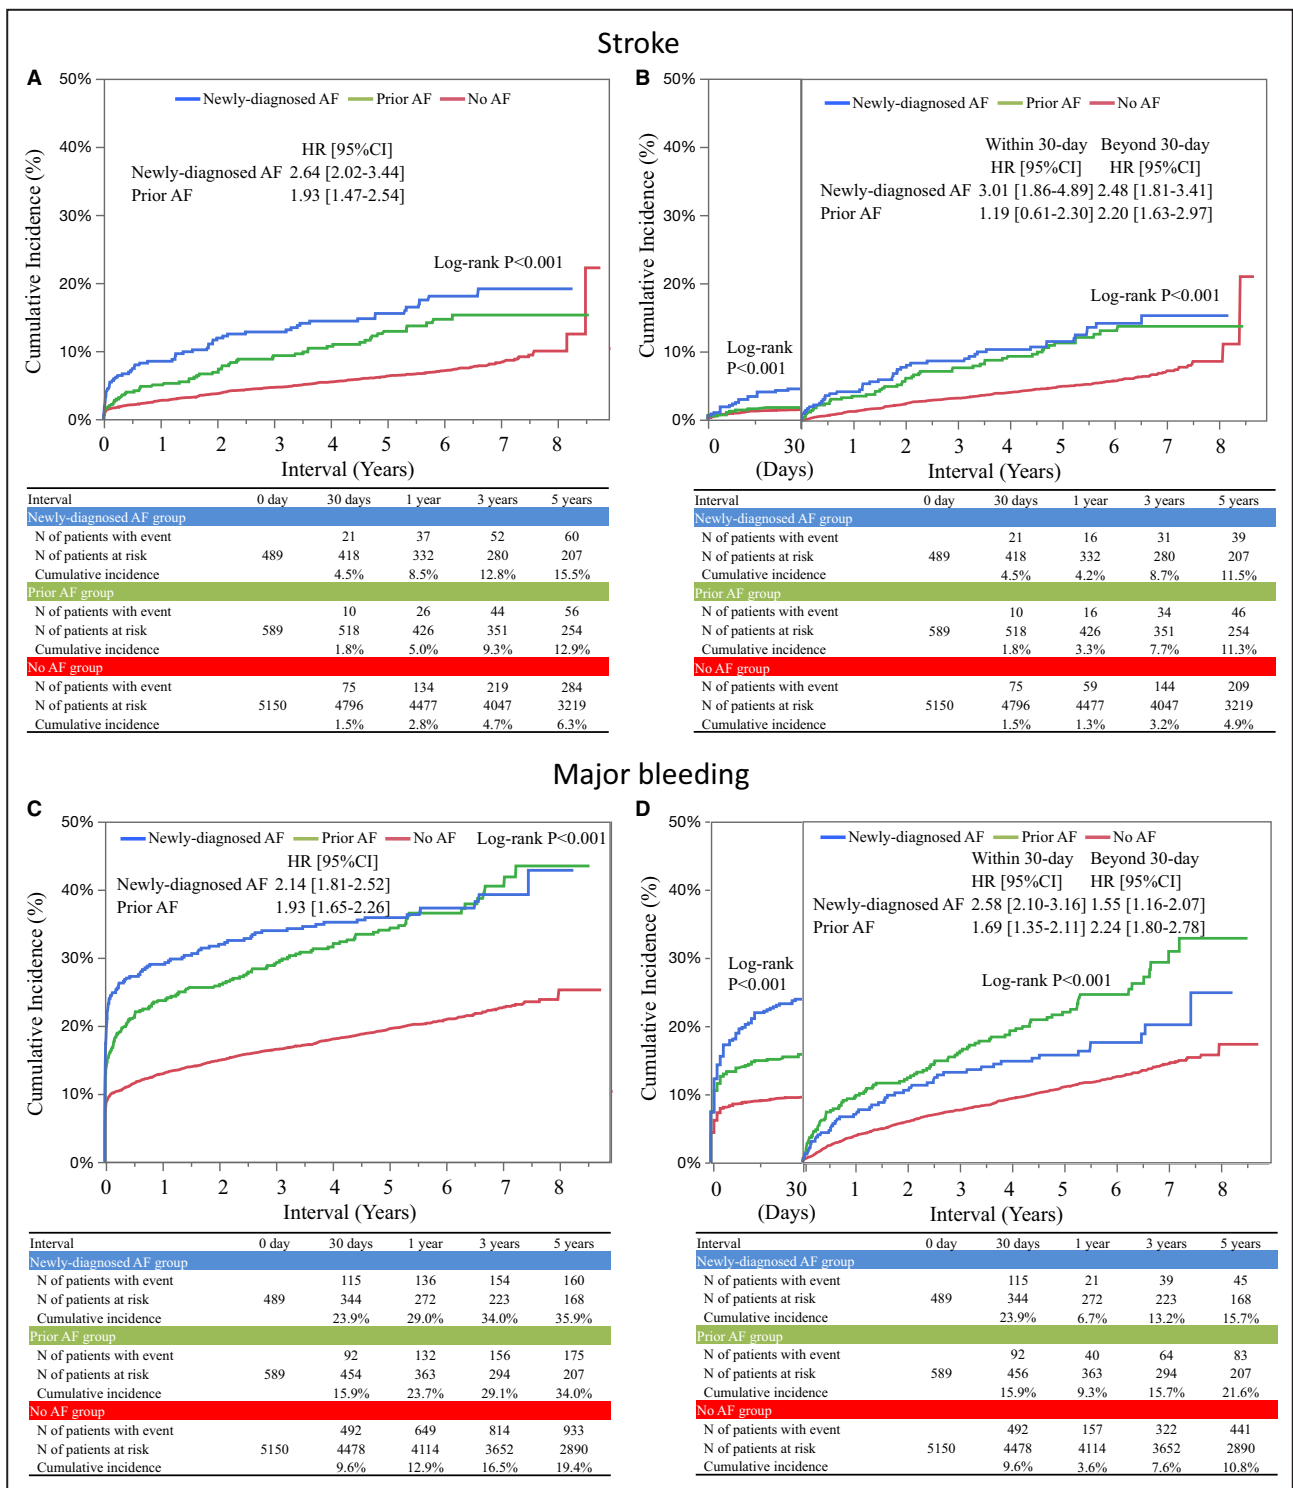 Stroke
A
50%
40%
30%
20%
10%
0%
Cumulative Incidence (%)
Newly-diagnosed AF Prior AF No AF
HR [95%CI]
Newly-diagnosed AF 2.64 [2.02-3.44]
Prior AF 1.93 [1.47-2.54]
Log-rank P<0.001
0 1 2 3 4 5 6 7 8
Interval (Years)
Interval 0 day 30 days 1 year 3 years 5 years
Newly-diagnosed AF group
N of patients with event 21 37 52 60
N of patients at risk 489 418 332 280 207
Cumulative incidence 4.5% 8.5% 12.8% 15.5%
Prior AF group
N of patients with event 10 26 44 56
N of patients at risk 589 518 426 351 254
Cumulative incidence 1.8% 5.0% 9.3% 12.9%
No AF group
N of patients with event 75 134 219 284
N of patients at risk 5150 4796 4477 4047 3219
Cumulative incidence 1.5% 2.8% 4.7% 6.3%
B
50%
40%
30%
20%
10%
0%
Cumulative Incidence (%)
Newly-diagnosed AF Prior AF No AF
Within 30-day Beyond 30-day
HR [95%CI] HR [95%CI]
Newly-diagnosed AF 3.01 [1.86-4.89] 2.48 [1.81-3.41]
Prior AF 1.19 [0.61-2.30] 2.20 [1.63-2.97]
Log-rank P<0.001
Log-rank
P<0.001
0 30 1 2 3 4 5 6 7 8
(Days) Interval (Years)
Interval 0 day 30 days 1 year 3 years 5 years
Newly-diagnosed AF group
N of patients with event 21 16 31 39
N of patients at risk 489 418 332 280 207
Cumulative incidence 4.5% 4.2% 8.7% 11.5%
Prior AF group
N of patients with event 10 16 34 46
N of patients at risk 589 518 426 351 254
Cumulative incidence 1.8% 3.3% 7.7% 11.3%
No AF group
N of patients with event 75 59 144 209
N of patients at risk 5150 4796 4477 4047 3219
Cumulative incidence 1.5% 1.3% 3.2% 4.9%
Major bleeding
C
50%
40%
30%
20%
10%
0%
Cumulative Incidence (%)
Newly-diagnosed AF Prior AF No AF Log-rank P<0.001
HR [95%CI]
Newly-diagnosed AF 2.14 [1.81-2.52]
Prior AF 1.93 [1.65-2.26]
0 1 2 3 4 5 6 7 8
Interval (Years)
Interval 0 day 30 days 1 year 3 years 5 years
Newly-diagnosed AF group
N of patients with event 115 136 154 160
N of patients at risk 489 344 272 223 168
Cumulative incidence 23.9% 29.0% 34.0% 35.9%
Prior AF group
N of patients with event 92 132 156 175
N of patients at risk 589 454 363 294 207
Cumulative incidence 15.9% 23.7% 29.1% 34.0%
No AF group
N of patients with event 492 649 814 933
N of patients at risk 5150 4478 4114 3652 2890
Cumulative incidence 9.6% 12.9% 16.5% 19.4%
D
50%
40%
30%
20%
10%
0%
Cumulative Incidence (%)
Newly-diagnosed AF Prior AF No AF
Within 30-day Beyond 30-day
HR [95%CI] HR [95%CI]
Newly-diagnosed AF 2.58 [2.10-3.16] 1.55 [1.16-2.07]
Prior AF 1.69 [1.35-2.11] 2.24 [1.80-2.78]
Log-rank
P<0.001
Log-rank P<0.001
0 30 1 2 3 4 5 6 7 8
(Days) Interval (Years)
Interval 0 day 30 days 1 year 3 years 5 years
Newly-diagnosed AF group
N of patients with event 115 21 39 45
N of patients at risk 489 344 272 223 168
Cumulative incidence 23.9% 6.7% 13.2% 15.7%
Prior AF group
N of patients with event 92 40 64 83
N of patients at risk 589 456 363 294 207
Cumulative incidence 15.9% 9.3% 15.7% 21.6%
No AF group
N of patients with event 492 157 322 441
N of patients at risk 5150 4478 4114 3652 2890
Cumulative incidence 9.6% 3.6% 7.6% 10.8%